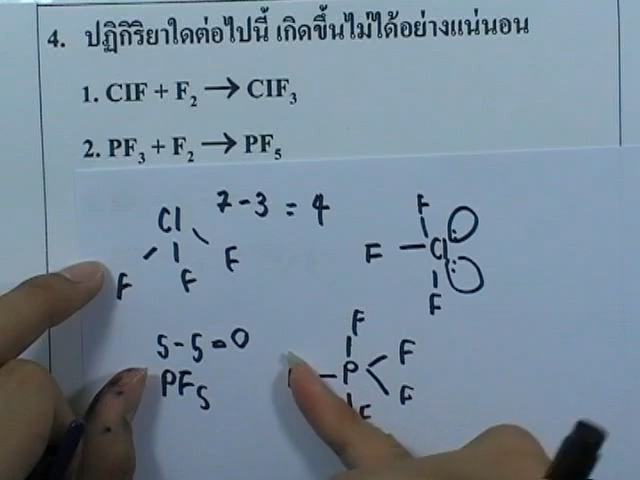 4. ปฏิกิริยาใดต่อไปนี้ เกิดขึ้นไม่ได้อย่างแน่นอน
1. ClF + F₂ → ClF₃
2. PF₃ + F₂ → PF₅
Cl 7-3 = 4
F F F
F
F Cl
F
5-5=0
PF₅
F
P F
F
F